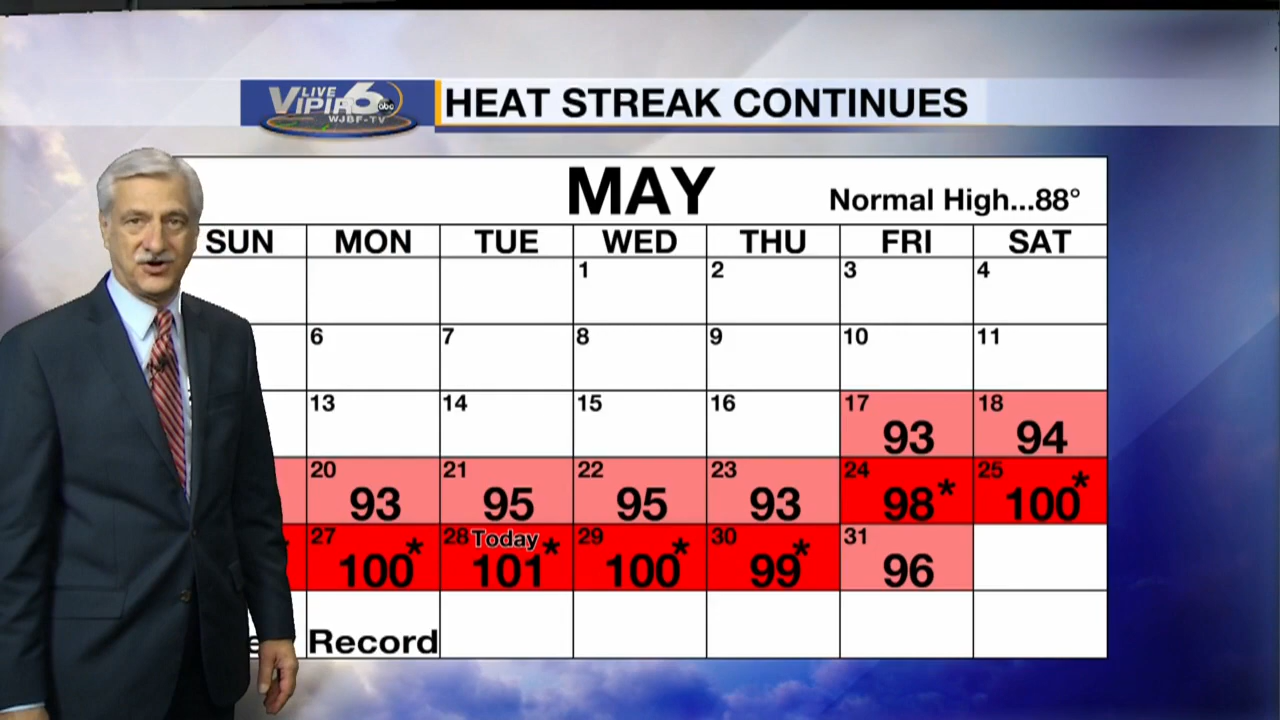 LIVE
VIPIR 6 abc
WJBF-TV
HEAT STREAK CONTINUES
MAY
Normal High...88°
SUN MON TUE WED THU FRI SAT
1 2 3 4
6 7 8 9 10 11
13 14 15 16 17 18
93 94
20 21 22 23 24 25
93 95 95 93 98* 100*
27 28 Today 29 30 31
* 100* 101* 100* 99* 96
Record